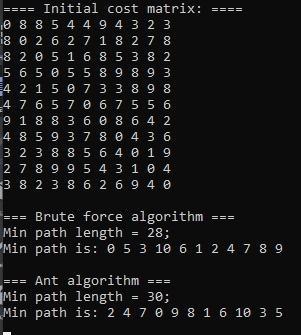 ==== Initial cost matrix: ====
0 8 8 5 4 4 9 4 3 2 3
8 0 2 6 2 7 1 8 2 7 8
8 2 0 5 1 6 8 5 3 8 2
5 6 5 0 5 5 8 9 8 9 3
4 2 1 5 0 7 3 3 8 9 8
4 7 6 5 7 0 6 7 5 5 6
9 1 8 8 3 6 0 8 6 4 2
4 8 5 9 3 7 8 0 4 3 6
3 2 3 8 8 5 6 4 0 1 9
2 7 8 9 9 5 4 3 1 0 4
3 8 2 3 8 6 2 6 9 4 0
=== Brute force algorithm ===
Min path length = 28;
Min path is: 0 5 3 10 6 1 2 4 7 8 9
=== Ant algorithm ===
Min path length = 30;
Min path is: 2 4 7 0 9 8 1 6 10 3 5